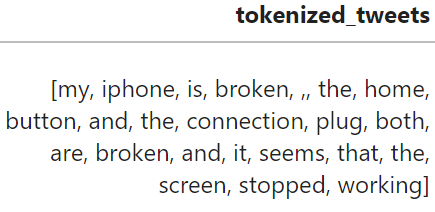 tokenized_tweets
[my, iphone, is, broken, ,, the, home,
button, and, the, connection, plug, both,
are, broken, and, it, seems, that, the,
screen, stopped, working]